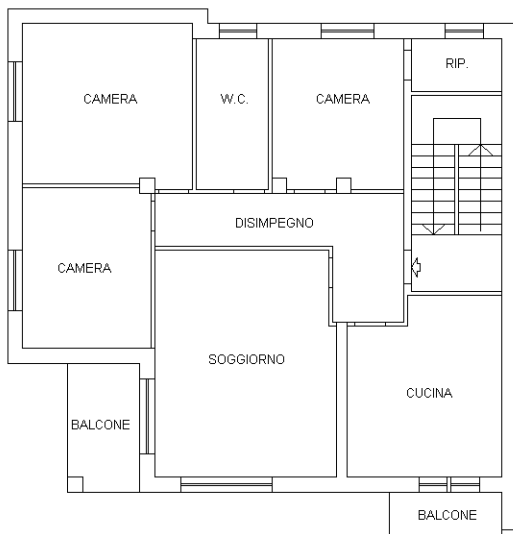 RIP.
CAMERA
W.C.
CAMERA
DISIMPEGNO
CAMERA
SOGGIORNO
CUCINA
BALCONE
BALCONE